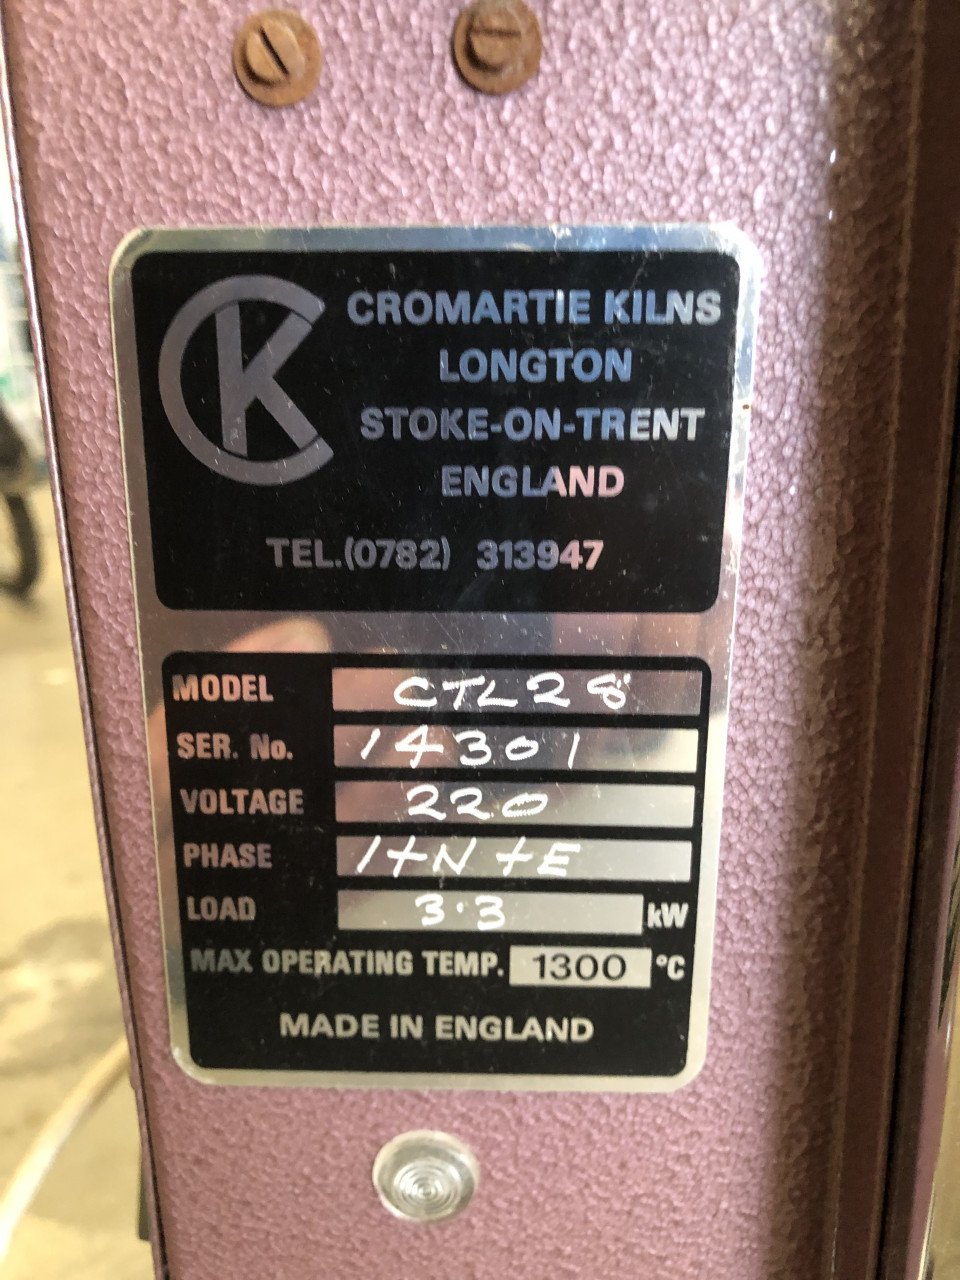 CK
CROMARTIE KILNS
LONGTON
STOKE-ON-TRENT
ENGLAND
TEL.(0782) 313947
MODEL CTL28
SER. No. 14301
VOLTAGE 220
PHASE 1+N+E
LOAD 3.3 kW
MAX OPERATING TEMP. 1300 °C
MADE IN ENGLAND